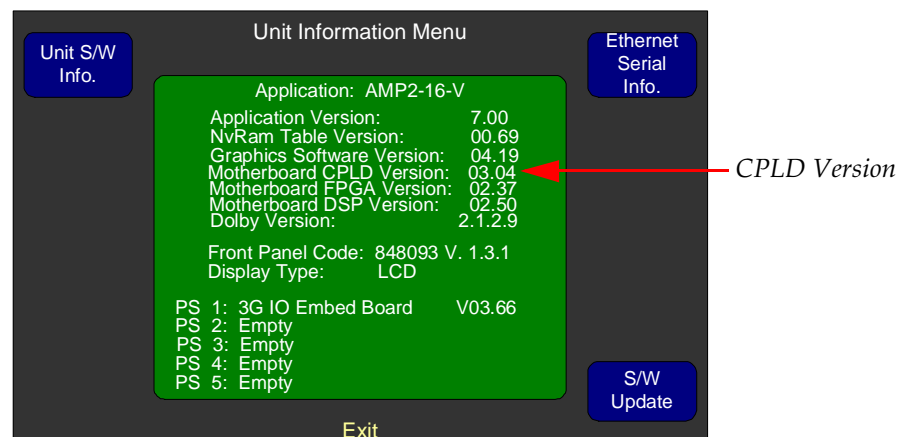 Unit Information Menu
Unit S/W
Info.
Ethernet
Serial
Info.
Application: AMP2-16-V
Application Version: 7.00
NvRam Table Version: 00.69
Graphics Software Version: 04.19
Motherboard CPLD Version: 03.04
CPLD Version
Motherboard FPGA Version: 02.37
Motherboard DSP Version: 02.50
Dolby Version: 2.1.2.9
Front Panel Code: 848093 V. 1.3.1
Display Type: LCD
PS 1: 3G IO Embed Board V03.66
PS 2: Empty
PS 3: Empty
PS 4: Empty
PS 5: Empty
S/W
Update
Exit